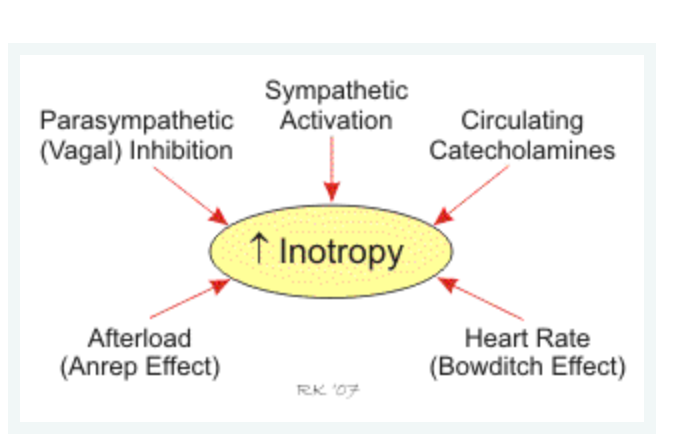 Sympathetic
Activation
Parasympathetic
(Vagal) Inhibition
Circulating
Catecholamines
↑ Inotropy
Afterload
(Anrep Effect)
Heart Rate
(Bowditch Effect)
RK '07